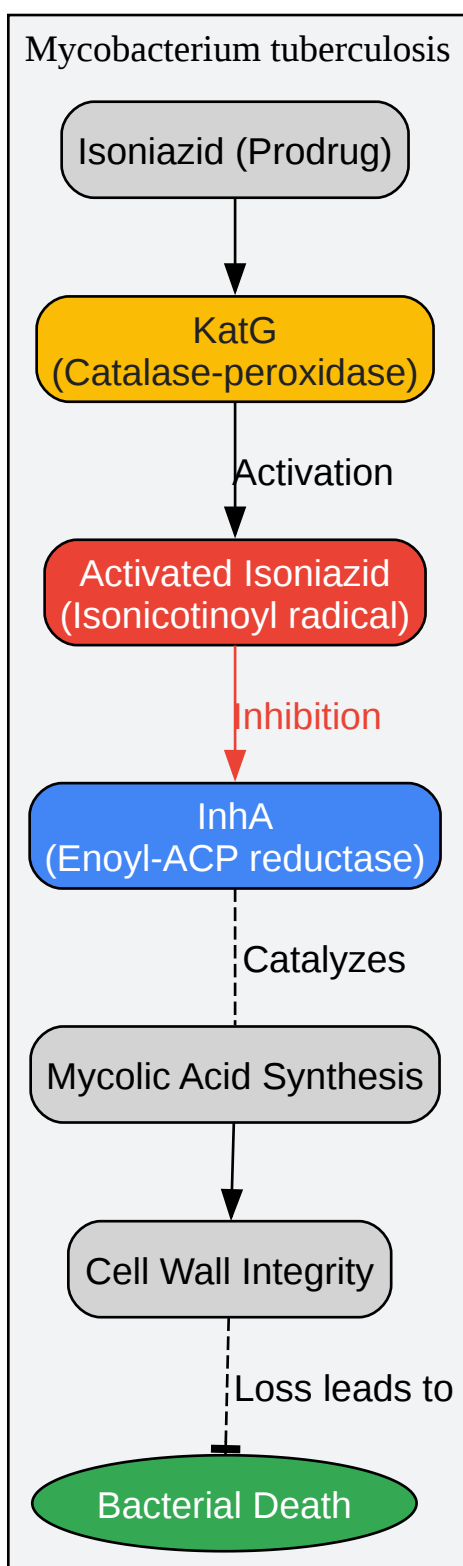 Mycobacterium tuberculosis
Isoniazid (Prodrug)
KatG
(Catalase-peroxidase)
Activation
Activated Isoniazid
(Isonicotinoyl radical)
Inhibition
InhA
(Enoyl-ACP reductase)
Catalyzes
Mycolic Acid Synthesis
Cell Wall Integrity
Loss leads to
Bacterial Death